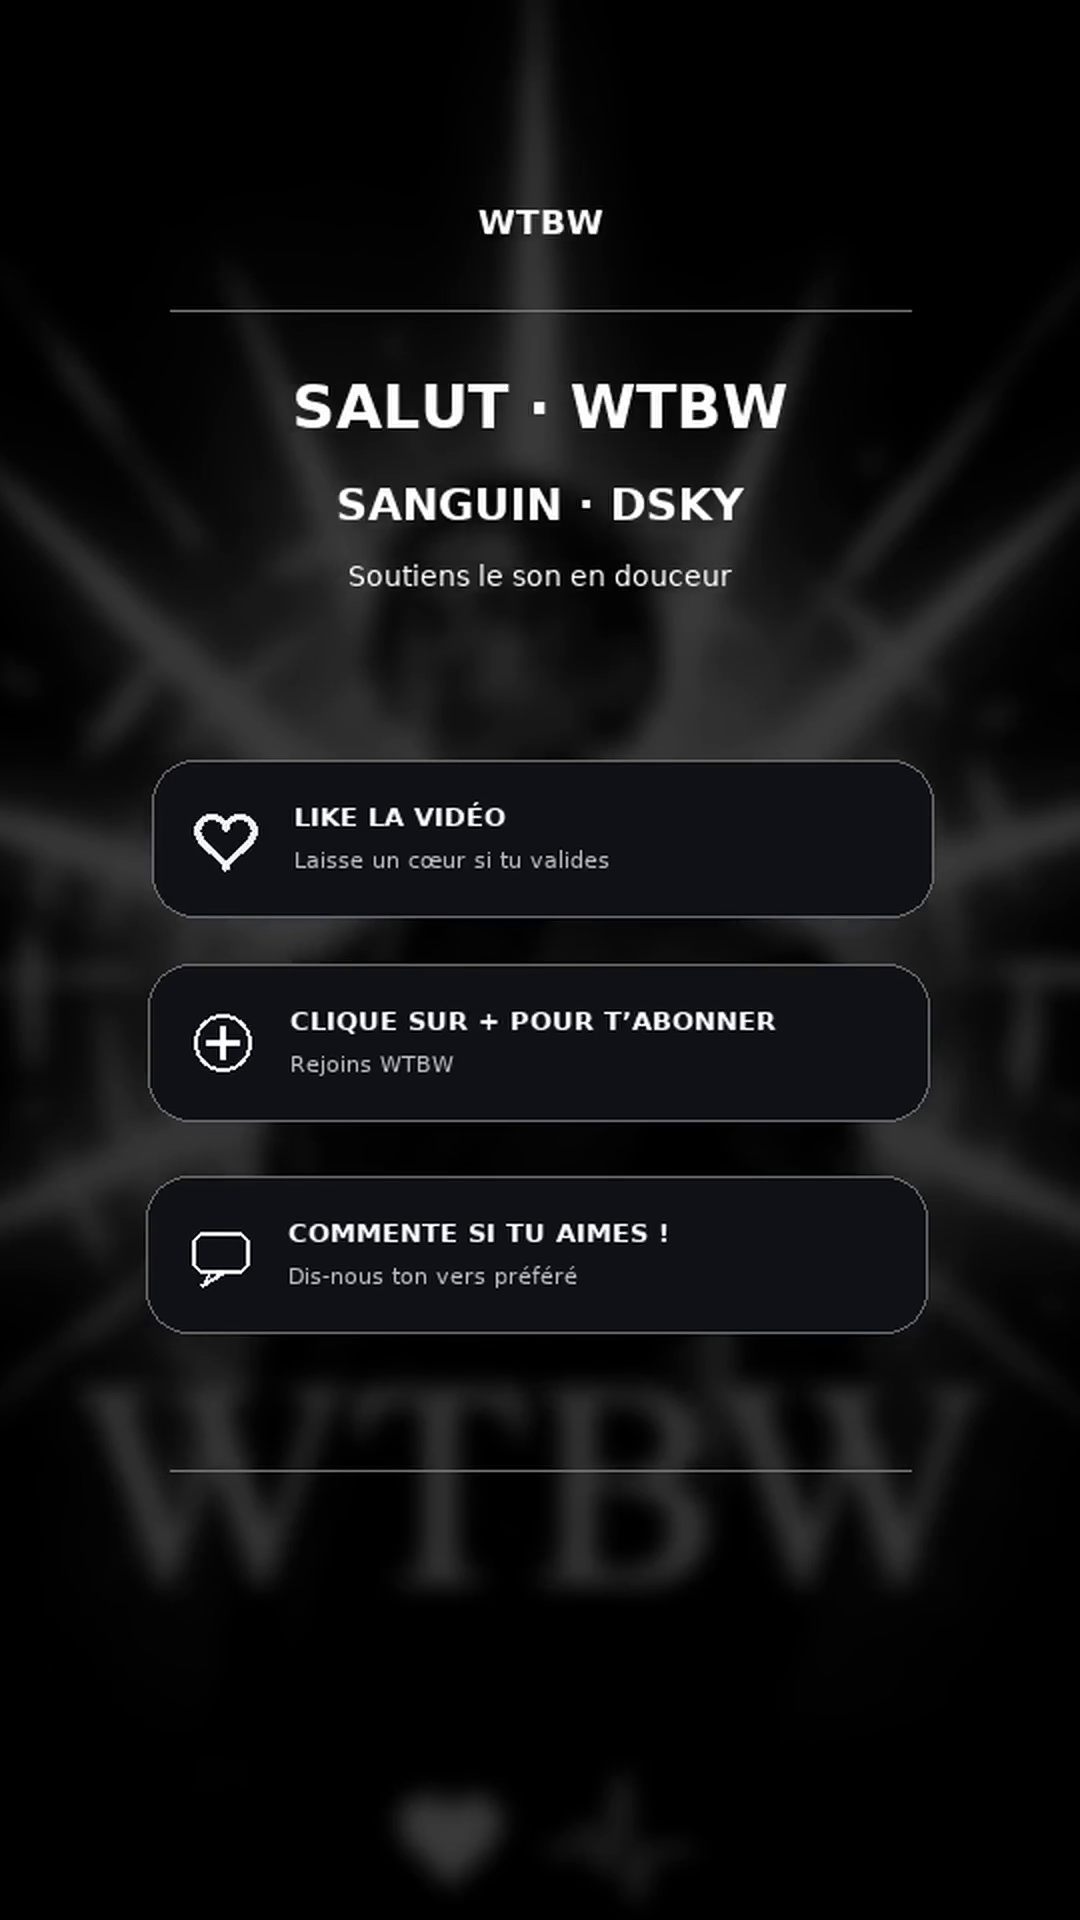 WTBW
SALUT · WTBW
SANGUIN · DSKY
Soutiens le son en douceur
LIKE LA VIDÉO
Laisse un cœur si tu valides
CLIQUE SUR + POUR T’ABONNER
Rejoins WTBW
COMMENTE SI TU AIMES !
Dis-nous ton vers préféré
WTBW